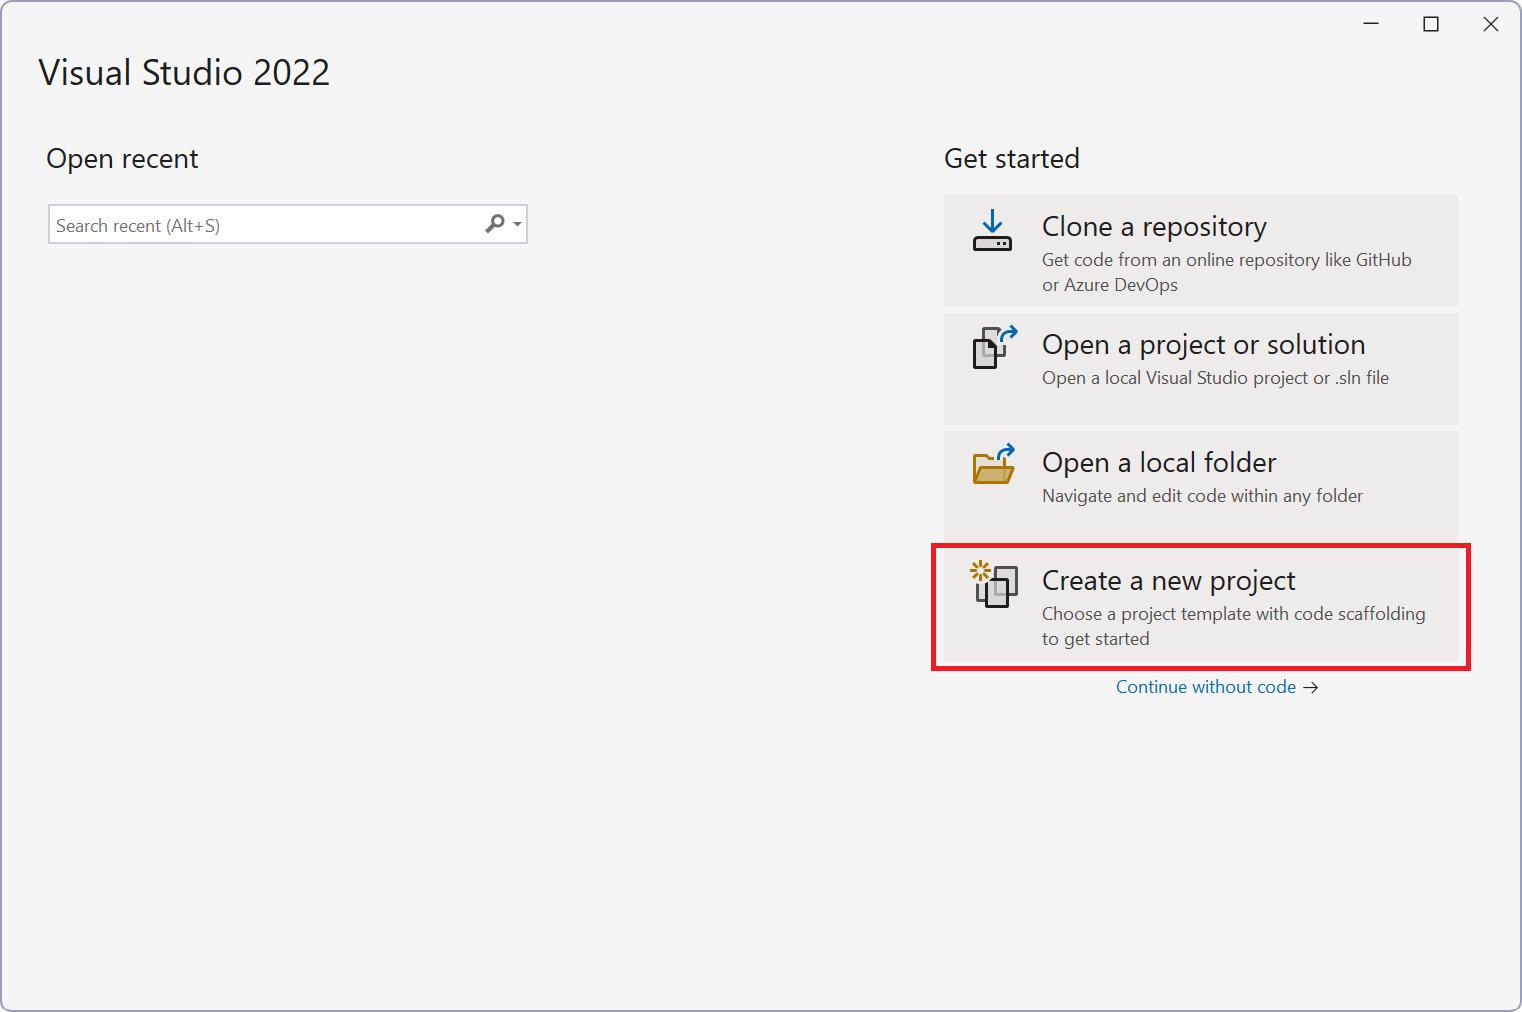 Visual Studio 2022
Open recent
Search recent (Alt+S)
Get started
Clone a repository
Get code from an online repository like GitHub
or Azure DevOps
Open a project or solution
Open a local Visual Studio project or .sln file
Open a local folder
Navigate and edit code within any folder
Create a new project
Choose a project template with code scaffolding
to get started
Continue without code →